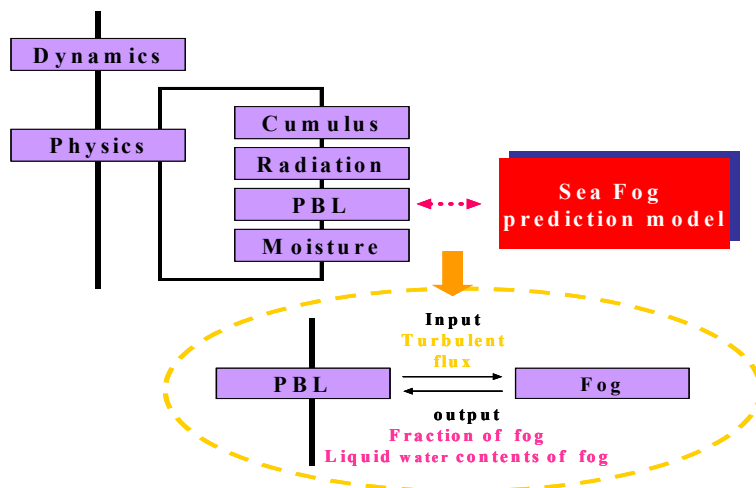 Dynamics
Physics
Cumulus
Radiation
PBL
Moisture
Sea Fog
prediction model
Input
Turbulent
flux
PBL
Fog
output
Fraction of fog
Liquid water contents of fog